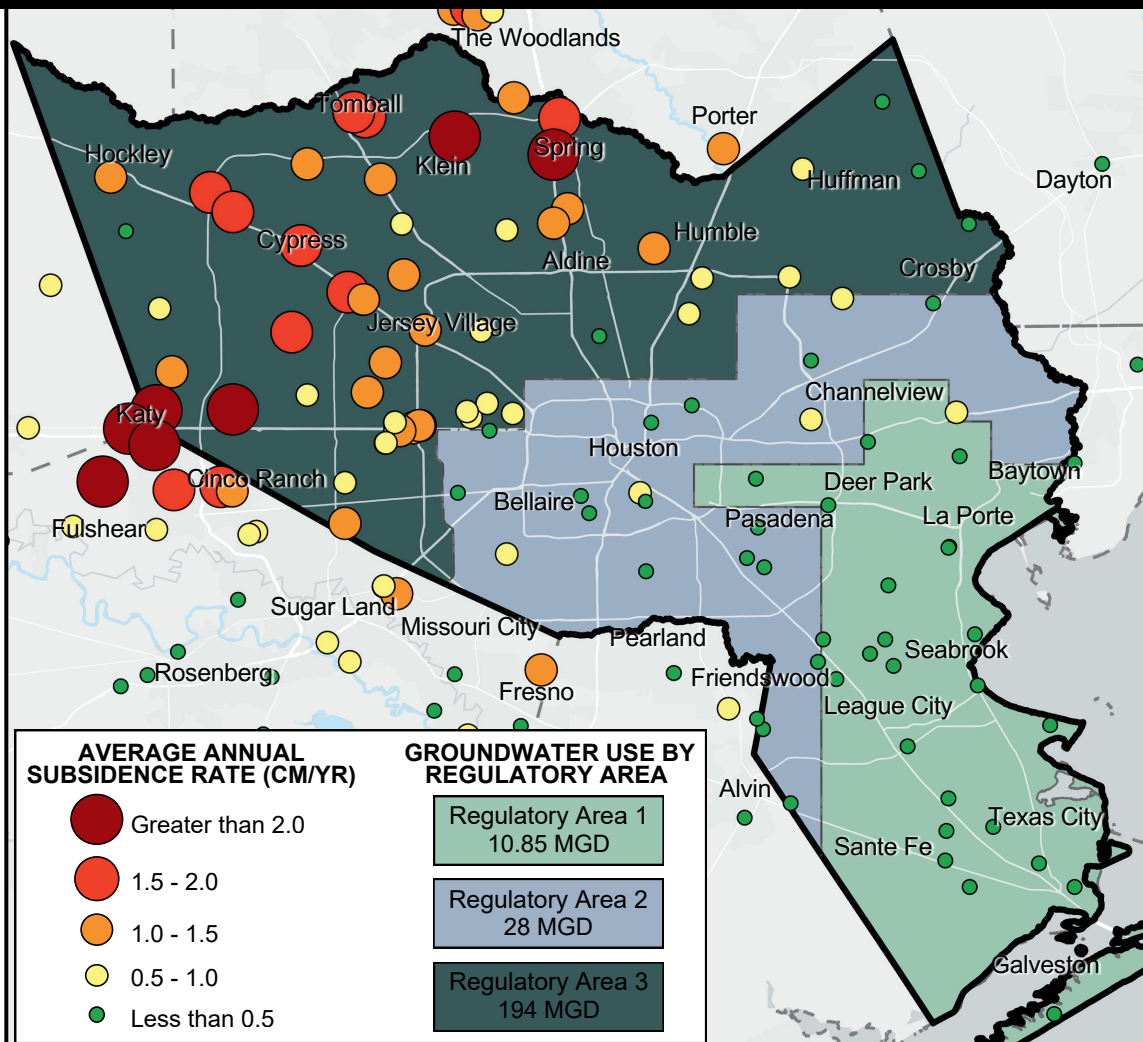 The Woodlands
Tomball
Porter
Hockley
Klein
Spring
Huffman
Dayton
Cypress
Humble
Aldine
Crosby
Jersey Village
Channelview
Katy
Houston
Cinco Ranch
Bellaire
Deer Park
Baytown
Fulshear
Pasadena
La Porte
Sugar Land
Missouri City
Pearland
Seabrook
Rosenberg
Fresno
Friendswood
League City
Alvin
Texas City
Sante Fe
Galveston
AVERAGE ANNUAL
SUBSIDENCE RATE (CM/YR)
Greater than 2.0
1.5 - 2.0
1.0 - 1.5
0.5 - 1.0
Less than 0.5
GROUNDWATER USE BY
REGULATORY AREA
Regulatory Area 1
10.85 MGD
Regulatory Area 2
28 MGD
Regulatory Area 3
194 MGD